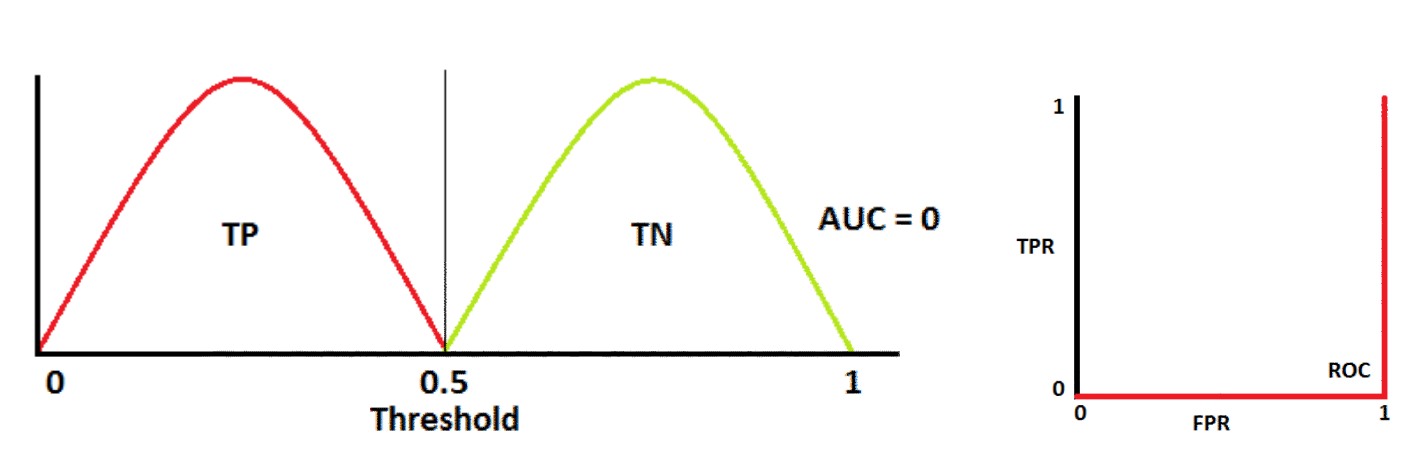 TP
TN
AUC = 0
0
0.5
1
Threshold
1
TPR
0
ROC
0
1
FPR